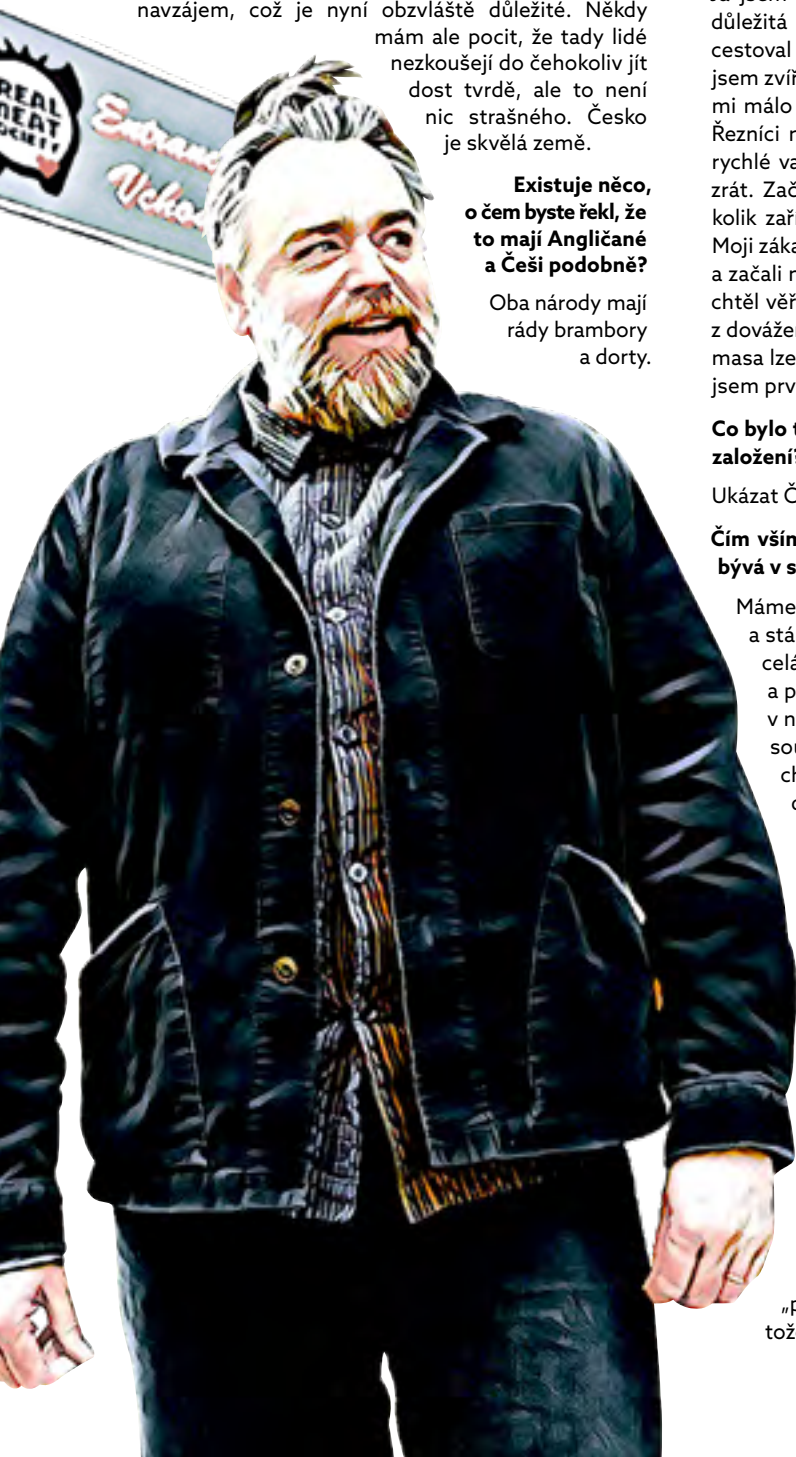 REAL
MEAT
SOCIETY
Entrance
Vchod
navzájem, což je nyní obzvláště důležité. Někdy
mám ale pocit, že tady lidé
nezkoušejí do čehokoliv jít
dost tvrdě, ale to není
nic strašného. Česko
je skvělá země.
Existuje něco,
o čem byste řekl, že
to mají Angličané
a Češi podobně?
Oba národy mají
rády brambory
a dorty.
důležitá
cestoval
jsem zvíř
mi málo
Řezníci
rychlé va
zrát. Zač
kolik zaří
Moji záka
a začali
chtěl věř
z dovážen
masa lze
jsem prv
Co bylo
založení?
Ukázat Č
Čím vším
bývá v s
Máme
a stá
celá
a p
v n
sou
ch
„p
tož